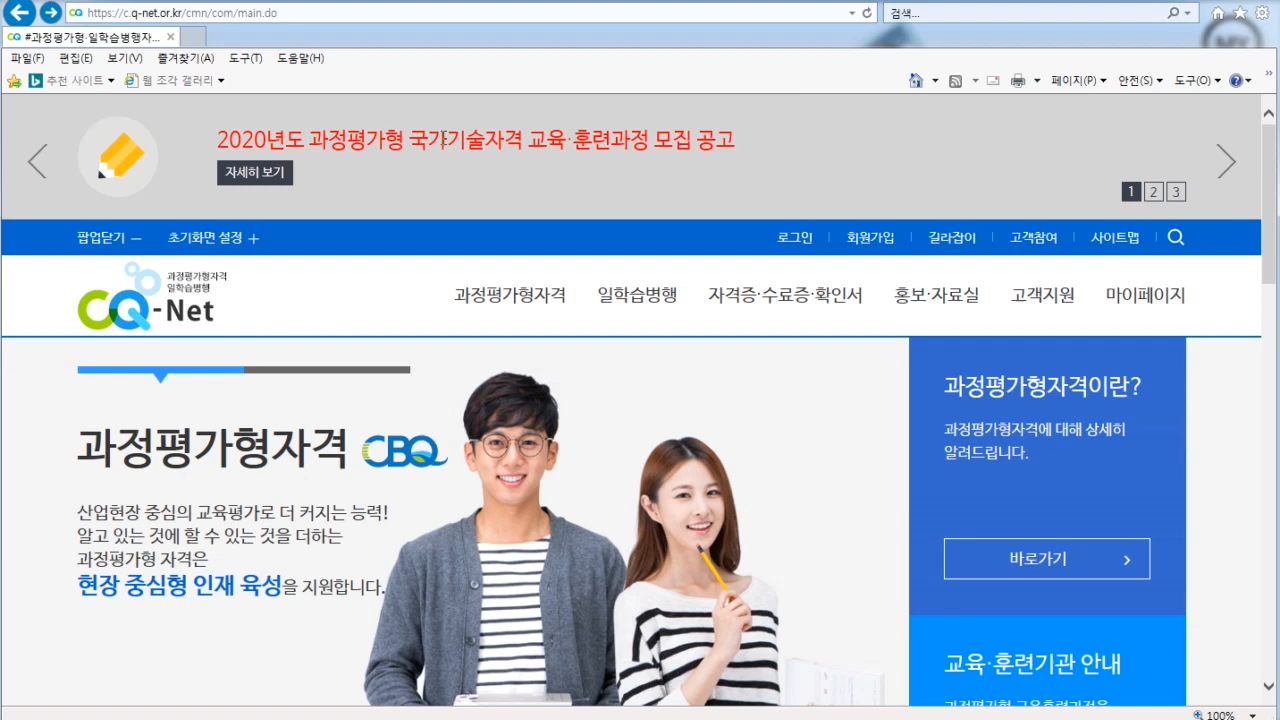 https://c.q-net.or.kr/cmn/com/main.do
검색...
#과정평가형·일학습병행자...
파일(F) 편집(E) 보기(V) 즐겨찾기(A) 도구(T) 도움말(H)
추천 사이트 웹 조각 갤러리
페이지(P) 안전(S) 도구(O)
2020년도 과정평가형 국가기술자격 교육·훈련과정 모집 공고
자세히 보기
1 2 3
팝업닫기 초기화면 설정
로그인 회원가입 길라잡이 고객참여 사이트맵
과정평가형자격
일학습병행
CQ-Net
과정평가형자격 일학습병행 자격증·수료증·확인서 홍보·자료실 고객지원 마이페이지
과정평가형자격 CBQ
산업현장 중심의 교육평가로 더 커지는 능력!
알고 있는 것에 할 수 있는 것을 더하는
과정평가형 자격은
현장 중심형 인재 육성을 지원합니다.
과정평가형자격이란?
과정평가형자격에 대해 상세히
알려드립니다.
바로가기
교육·훈련기관 안내
과정평가형 교육훈련과정을
100%